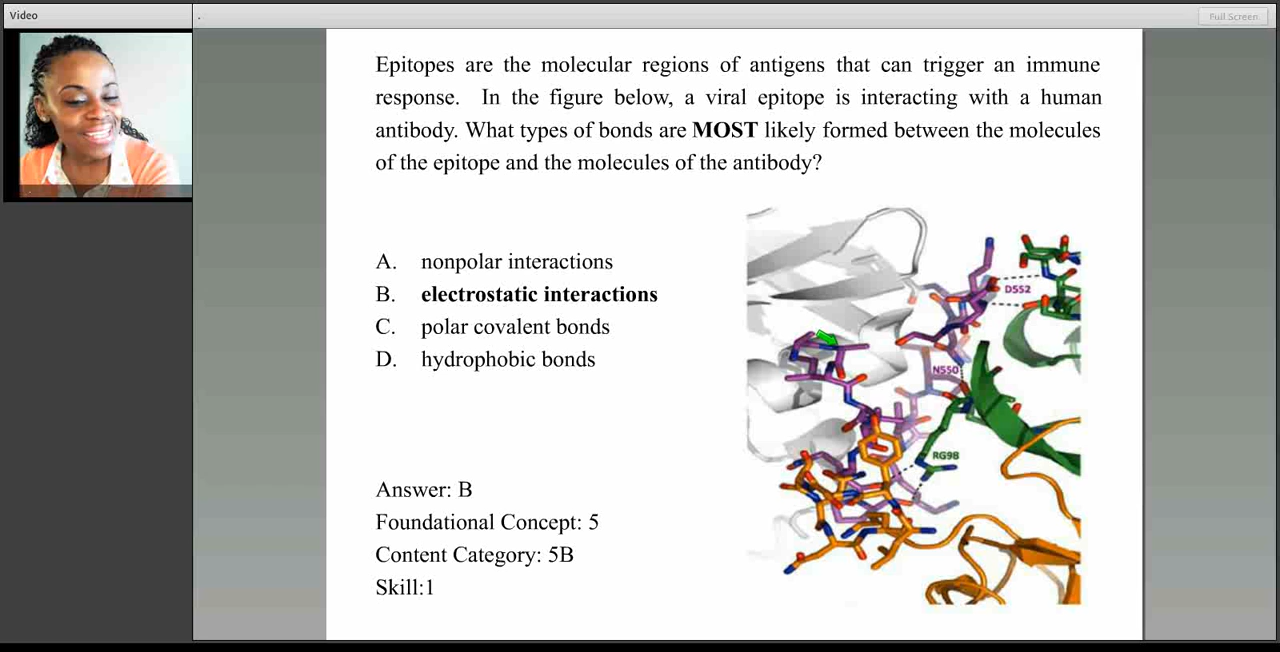 Video
.
Full Screen
Epitopes are the molecular regions of antigens that can trigger an immune
response. In the figure below, a viral epitope is interacting with a human
antibody. What types of bonds are MOST likely formed between the molecules
of the epitope and the molecules of the antibody?
A. nonpolar interactions
B. electrostatic interactions
C. polar covalent bonds
D. hydrophobic bonds
D552
N550
RG98
Answer: B
Foundational Concept: 5
Content Category: 5B
Skill:1